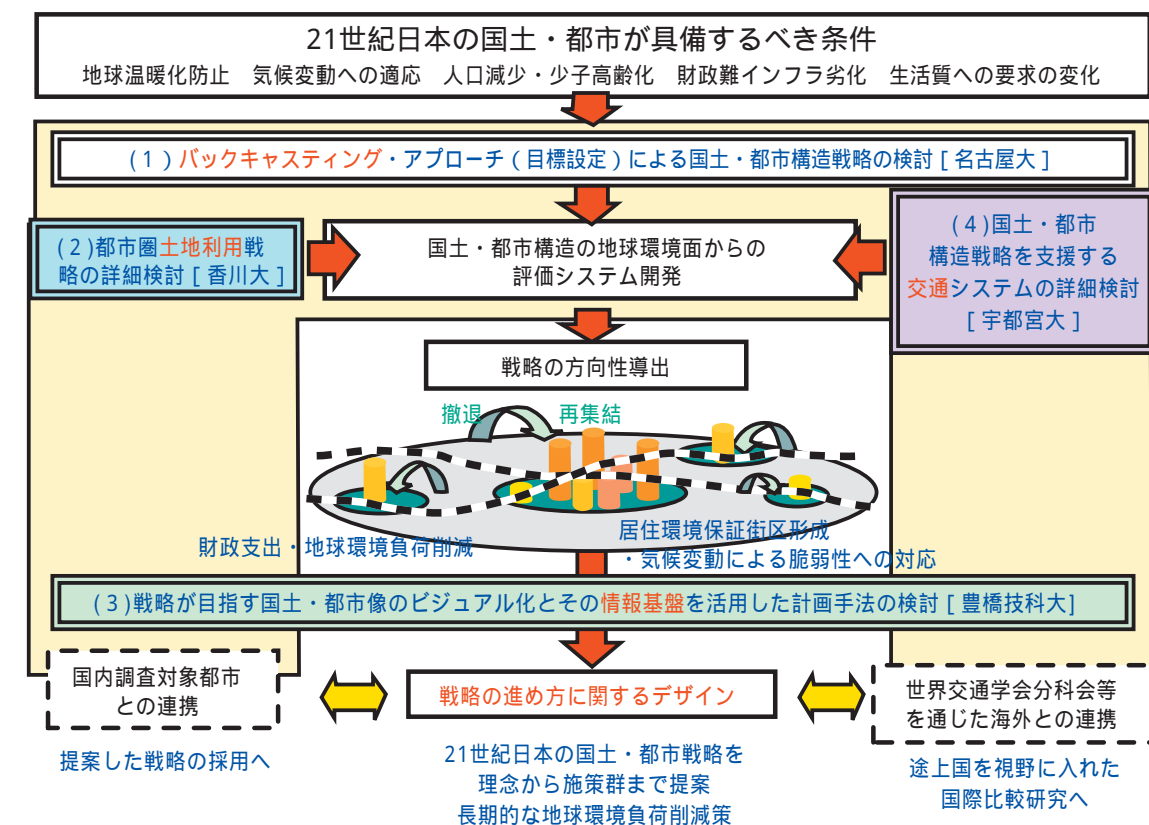 21世紀日本の国土・都市が具備するべき条件
地球温暖化防止　気候変動への適応　人口減少・少子高齢化　財政難インフラ劣化　生活質への要求の変化
(１) バックキャスティング・アプローチ ( 目標設定 ) による国土・都市構造戦略の検討 [ 名古屋大 ]
(２)都市圏土地利用戦
略の詳細検討 [ 香川大 ]
国土・都市構造の地球環境面からの
評価システム開発
(４)国土・都市
構造戦略を支援する
交通システムの詳細検討
[ 宇都宮大 ]
戦略の方向性導出
撤退　再集結
財政支出・地球環境負荷削減
居住環境保証街区形成
・気候変動による脆弱性への対応
(３)戦略が目指す国土・都市像のビジュアル化とその情報基盤を活用した計画手法の検討 [ 豊橋技科大]
国内調査対象都市
との連携
戦略の進め方に関するデザイン
世界交通学会分科会等
を通じた海外との連携
提案した戦略の採用へ
21世紀日本の国土・都市戦略を
理念から施策群まで提案
長期的な地球環境負荷削減策
途上国を視野に入れた
国際比較研究へ